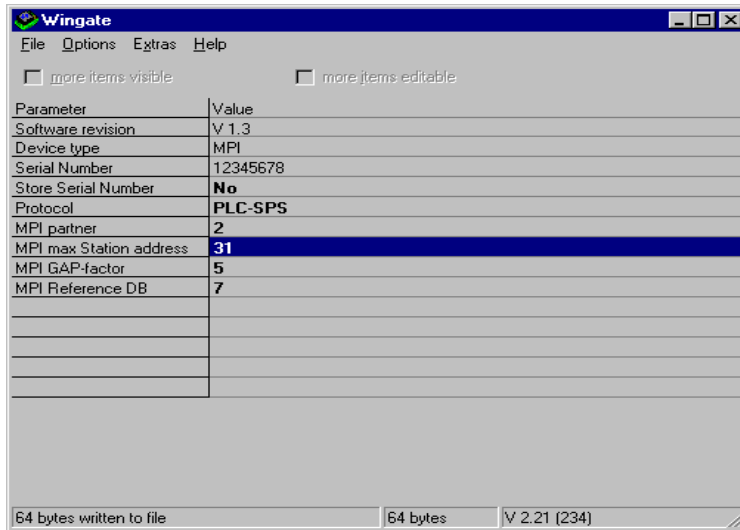 Wingate
File Options Extras Help
more items visible more items editable
Parameter Value
Software revision V 1.3
Device type MPI
Serial Number 12345678
Store Serial Number No
Protocol PLC-SPS
MPI partner 2
MPI max Station address 31
MPI GAP-factor 5
MPI Reference DB 7
64 bytes written to file 64 bytes V 2.21 (234)